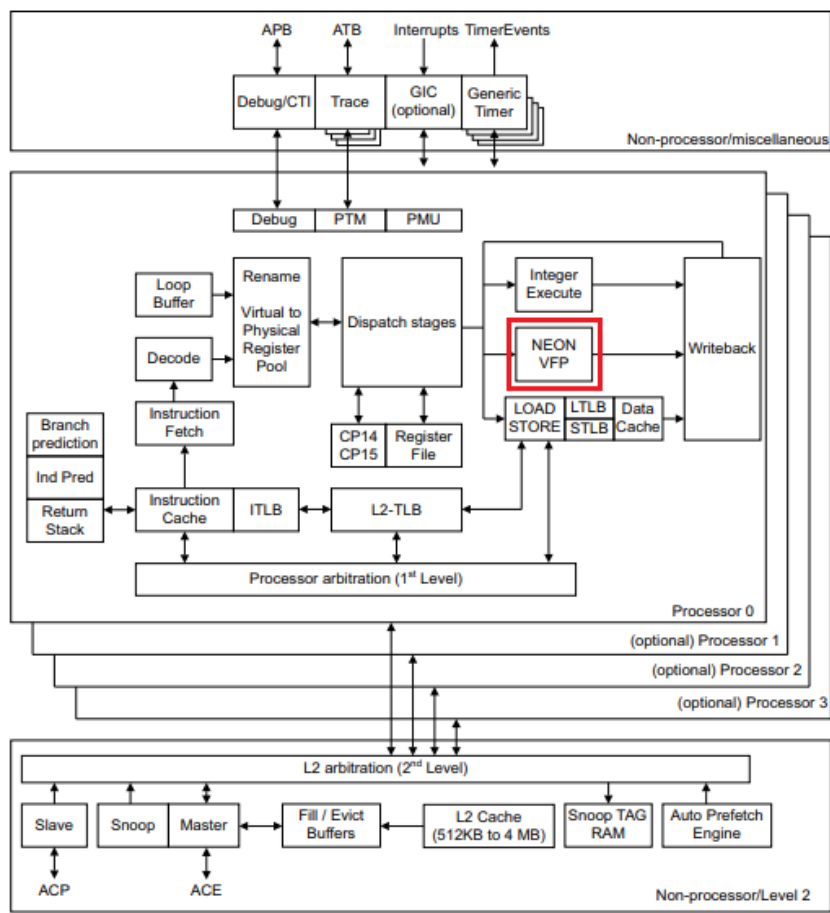 APB
ATB
Interrupts
TimerEvents
Debug/CTI
Trace
GIC
(optional)
Generic
Timer
Non-processor/miscellaneous
Debug
PTM
PMU
Loop
Buffer
Rename
Virtual to
Physical
Register
Pool
Dispatch stages
Integer
Execute
Writeback
Decode
NEON
VFP
Instruction
Fetch
LOAD
STORE
LTLB
STLB
Data
Cache
Branch
prediction
Ind Pred
Return
Stack
CP14
CP15
Register
File
Instruction
Cache
ITLB
L2-TLB
Processor arbitration (1st Level)
Processor 0
(optional) Processor 1
(optional) Processor 2
(optional) Processor 3
L2 arbitration (2nd Level)
Slave
Snoop
Master
Fill / Evict
Buffers
L2 Cache
(512KB to 4 MB)
Snoop TAG
RAM
Auto Prefetch
Engine
ACP
ACE
Non-processor/Level 2